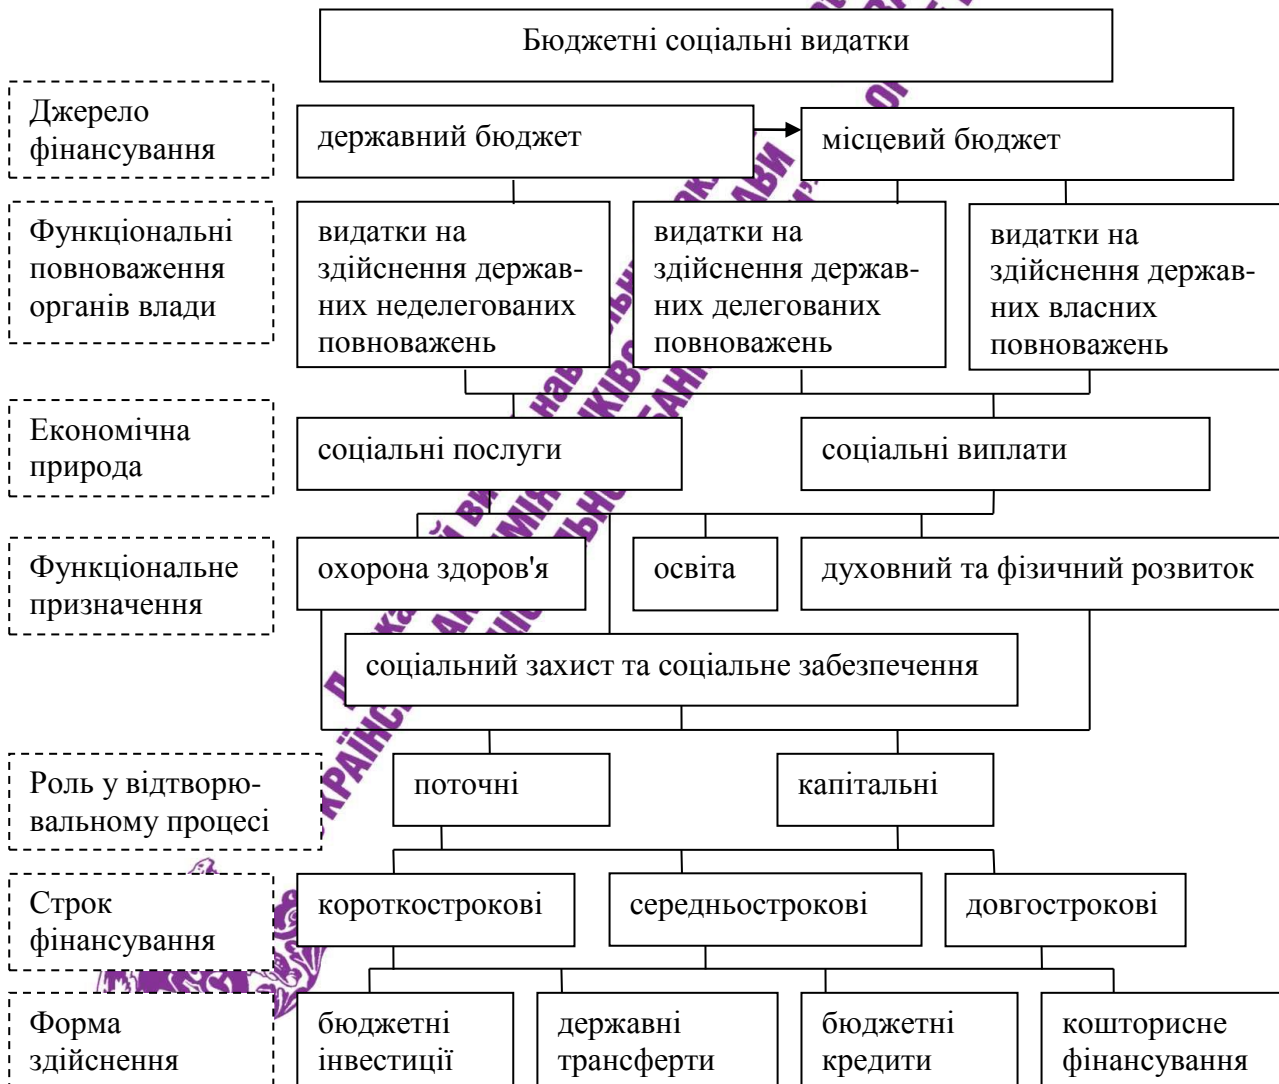 Бюджетні соціальні видатки
Джерело
фінансування
державний бюджет
місцевий бюджет
Функціональні
повноваження
органів влади
видатки на
здійснення держав-
них неделегованих
повноважень
видатки на
здійснення держав-
них делегованих
повноважень
видатки на
здійснення держав-
них власних
повноважень
Економічна
природа
соціальні послуги
соціальні виплати
Функціональне
призначення
охорона здоров'я
освіта
духовний та фізичний розвиток
соціальний захист та соціальне забезпечення
Роль у відтворю-
вальному процесі
поточні
капітальні
Строк
фінансування
короткострокові
середньострокові
довгострокові
Форма
здійснення
бюджетні
інвестиції
державні
трансферти
бюджетні
кредити
кошторисне
фінансування